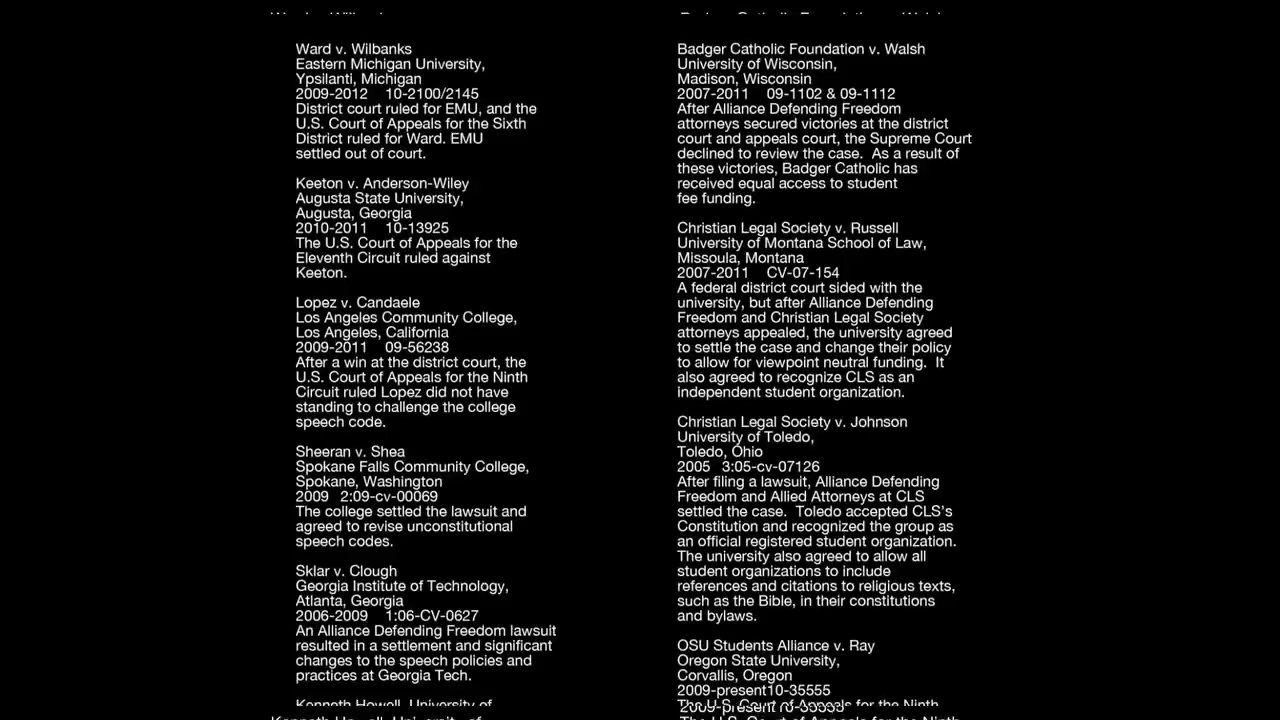 Ward v. Wilbanks
Eastern Michigan University,
Ypsilanti, Michigan
2009-2012 10-2100/2145
District court ruled for EMU, and the
U.S. Court of Appeals for the Sixth
District ruled for Ward. EMU
settled out of court.
Keeton v. Anderson-Wiley
Augusta State University,
Augusta, Georgia
2010-2011 10-13925
The U.S. Court of Appeals for the
Eleventh Circuit ruled against
Keeton.
Lopez v. Candaele
Los Angeles Community College,
Los Angeles, California
2009-2011 09-56238
After a win at the district court, the
U.S. Court of Appeals for the Ninth
Circuit ruled Lopez did not have
standing to challenge the college
speech code.
Sheeran v. Shea
Spokane Falls Community College,
Spokane, Washington
2009 2:09-cv-00069
The college settled the lawsuit and
agreed to revise unconstitutional
speech codes.
Sklar v. Clough
Georgia Institute of Technology,
Atlanta, Georgia
2006-2009 1:06-CV-0627
An Alliance Defending Freedom lawsuit
resulted in a settlement and significant
changes to the speech policies and
practices at Georgia Tech.
Kenneth Howell, University of
Badger Catholic Foundation v. Walsh
University of Wisconsin,
Madison, Wisconsin
2007-2011 09-1102 & 09-1112
After Alliance Defending Freedom
attorneys secured victories at the district
court and appeals court, the Supreme Court
declined to review the case. As a result of
these victories, Badger Catholic has
received equal access to student
fee funding.
Christian Legal Society v. Russell
University of Montana School of Law,
Missoula, Montana
2007-2011 CV-07-154
A federal district court sided with the
university, but after Alliance Defending
Freedom and Christian Legal Society
attorneys appealed, the university agreed
to settle the case and change their policy
to allow for viewpoint neutral funding. It
also agreed to recognize CLS as an
independent student organization.
Christian Legal Society v. Johnson
University of Toledo,
Toledo, Ohio
2005 3:05-cv-07126
After filing a lawsuit, Alliance Defending
Freedom and Allied Attorneys at CLS
settled the case. Toledo accepted CLS's
Constitution and recognized the group as
an official registered student organization.
The university also agreed to allow all
student organizations to include
references and citations to religious texts,
such as the Bible, in their constitutions
and bylaws.
OSU Students Alliance v. Ray
Oregon State University,
Corvallis, Oregon
2009-present10-35555
The U.S. Court of Appeals for the Ninth